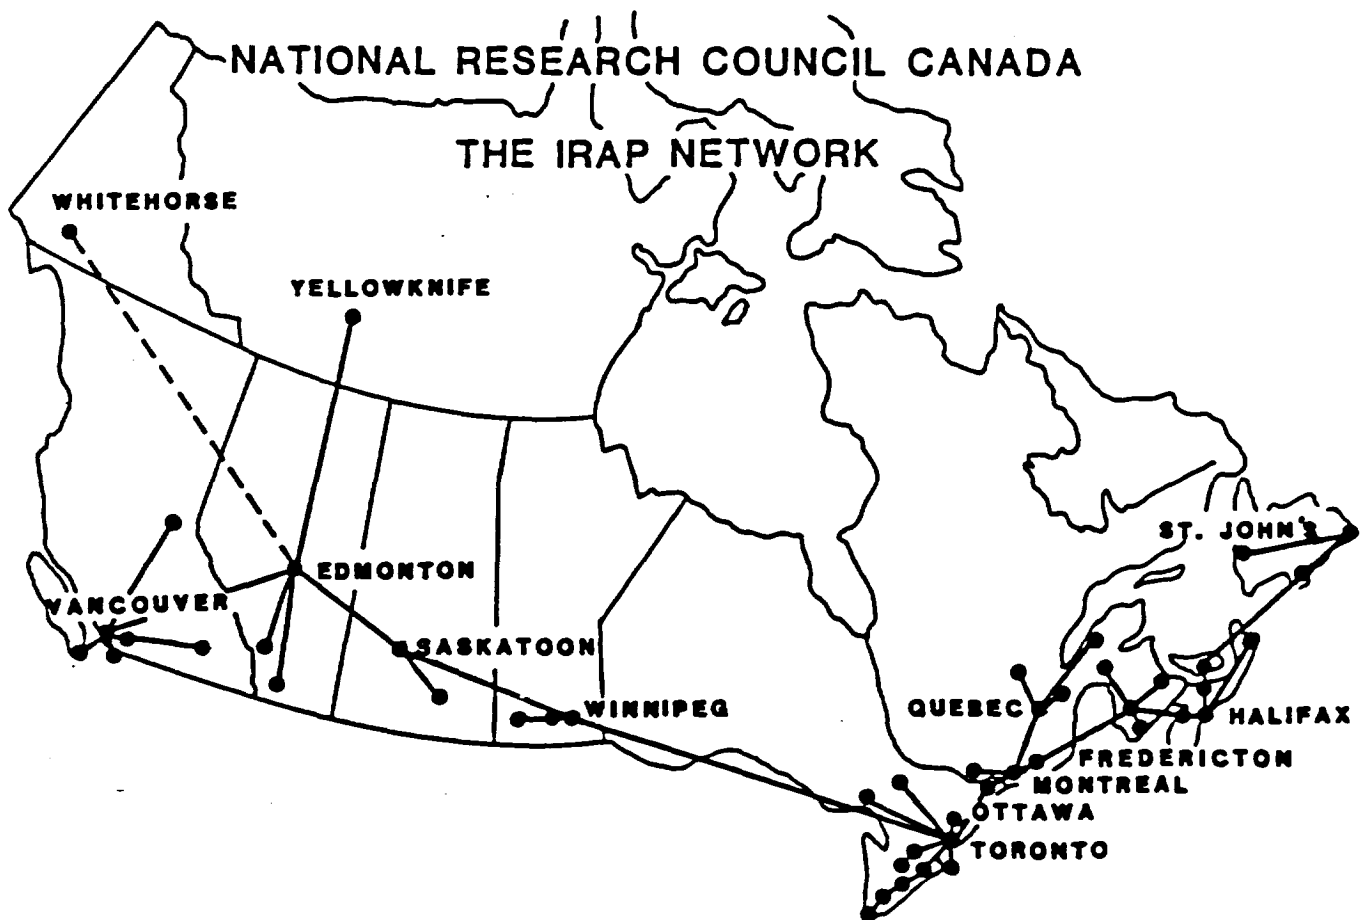 NATIONAL RESEARCH COUNCIL CANADA
THE IRAP NETWORK
WHITEHORSE
YELLOWKNIFE
ST. JOHN'S
EDMONTON
VANCOUVER
SASKATOON
WINNIPEG
QUEBEC
HALIFAX
FREDERICTON
MONTREAL
OTTAWA
TORONTO